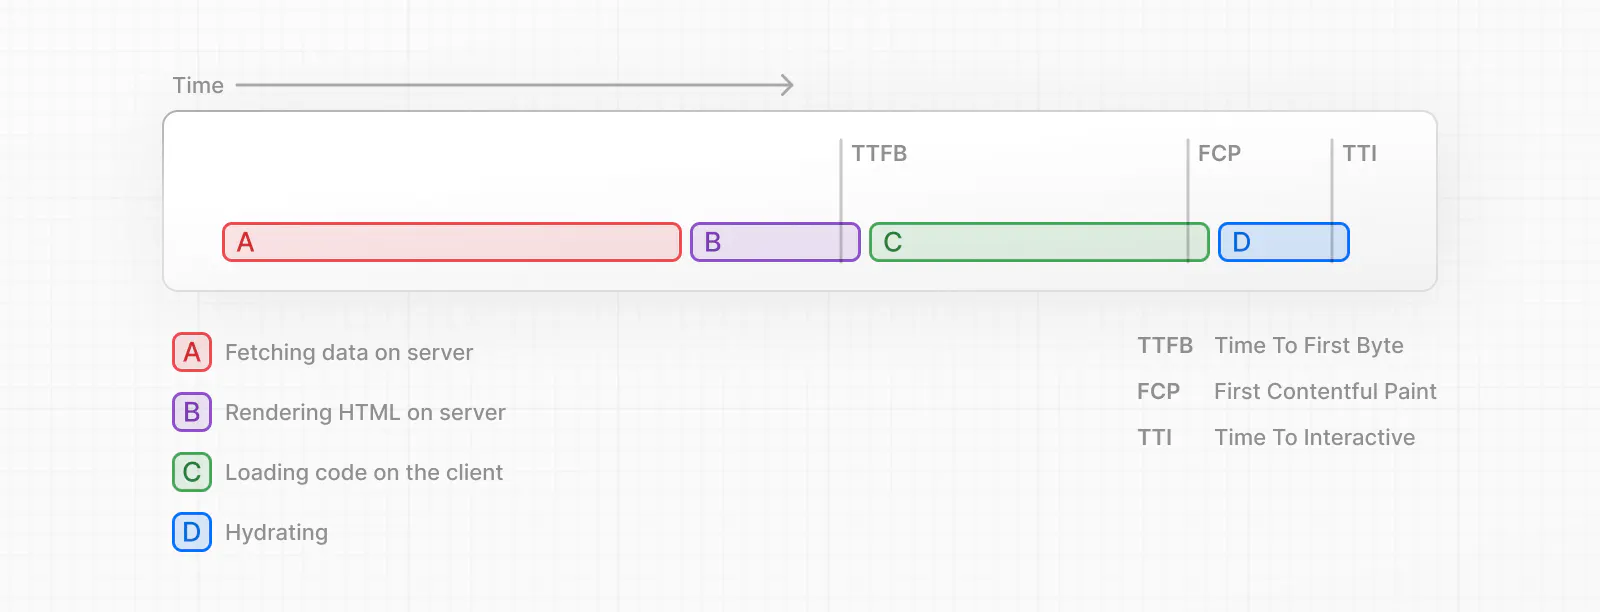 Time
TTFB
FCP
TTI
A
B
C
D
A Fetching data on server
B Rendering HTML on server
C Loading code on the client
D Hydrating
TTFB Time To First Byte
FCP First Contentful Paint
TTI Time To Interactive